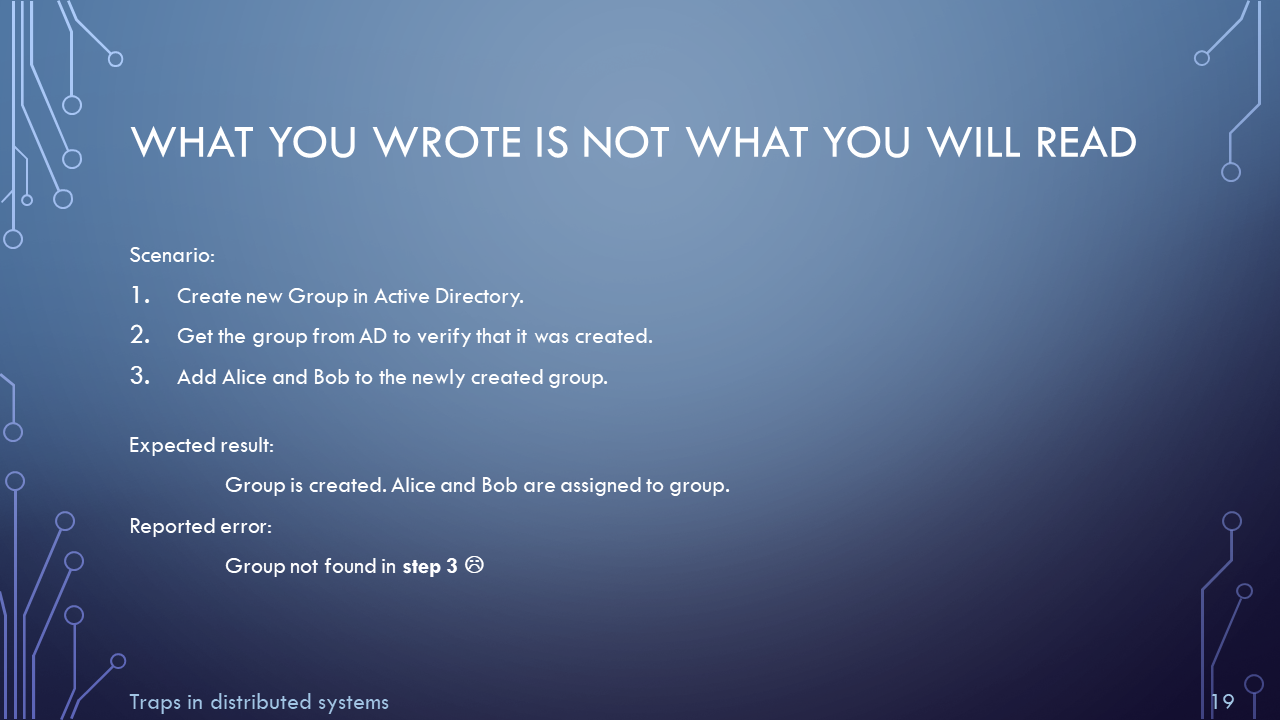 WHAT YOU WROTE IS NOT WHAT YOU WILL READ
Scenario:
1. Create new Group in Active Directory.
2. Get the group from AD to verify that it was created.
3. Add Alice and Bob to the newly created group.
Expected result:
Group is created. Alice and Bob are assigned to group.
Reported error:
Group not found in step 3 ☹
Traps in distributed systems
19